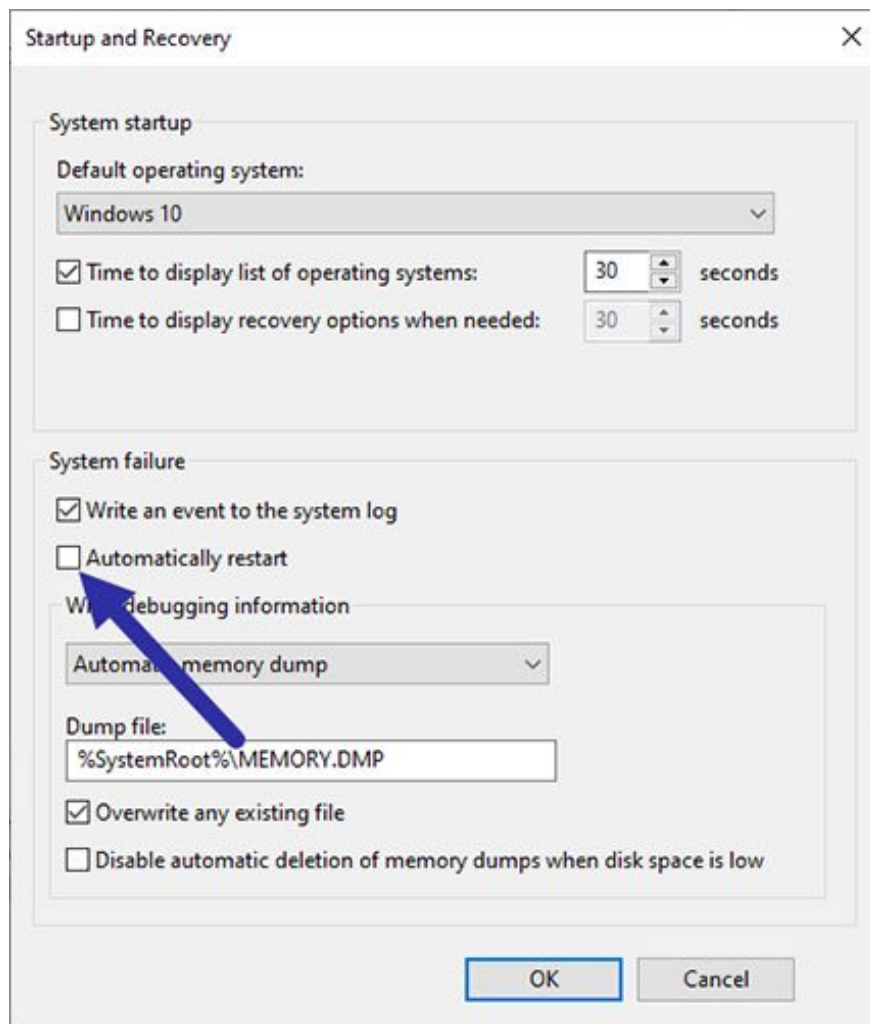 Startup and Recovery
System startup
Default operating system:
Windows 10
Time to display list of operating systems: 30 seconds
Time to display recovery options when needed: 30 seconds
System failure
Write an event to the system log
Automatically restart
debugging information
memory dump
Dump file:
%SystemRoot%\MEMORY.DMP
Overwrite any existing file
Disable automatic deletion of memory dumps when disk space is low
OK Cancel